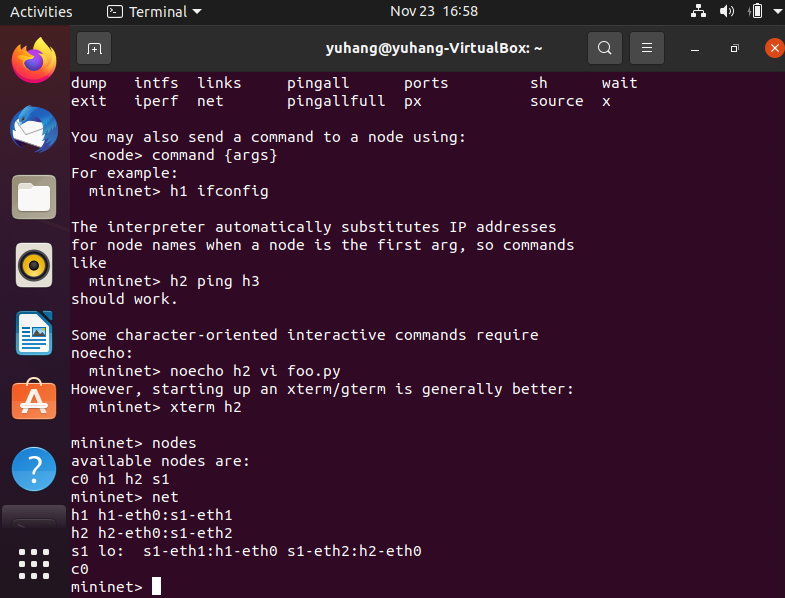 Activities Terminal Nov 23 16:58
yuhang@yuhang-VirtualBox: ~
dump   intfs  links     pingall      ports         sh      wait
exit   iperf  net       pingallfull  px            source  x
You may also send a command to a node using:
  <node> command {args}
For example:
  mininet> h1 ifconfig
The interpreter automatically substitutes IP addresses
for node names when a node is the first arg, so commands
like
  mininet> h2 ping h3
should work.
Some character-oriented interactive commands require
noecho:
  mininet> noecho h2 vi foo.py
However, starting up an xterm/gterm is generally better:
  mininet> xterm h2
mininet> nodes
available nodes are:
c0 h1 h2 s1
mininet> net
h1 h1-eth0:s1-eth1
h2 h2-eth0:s1-eth2
s1 lo:  s1-eth1:h1-eth0 s1-eth2:h2-eth0
c0
mininet>